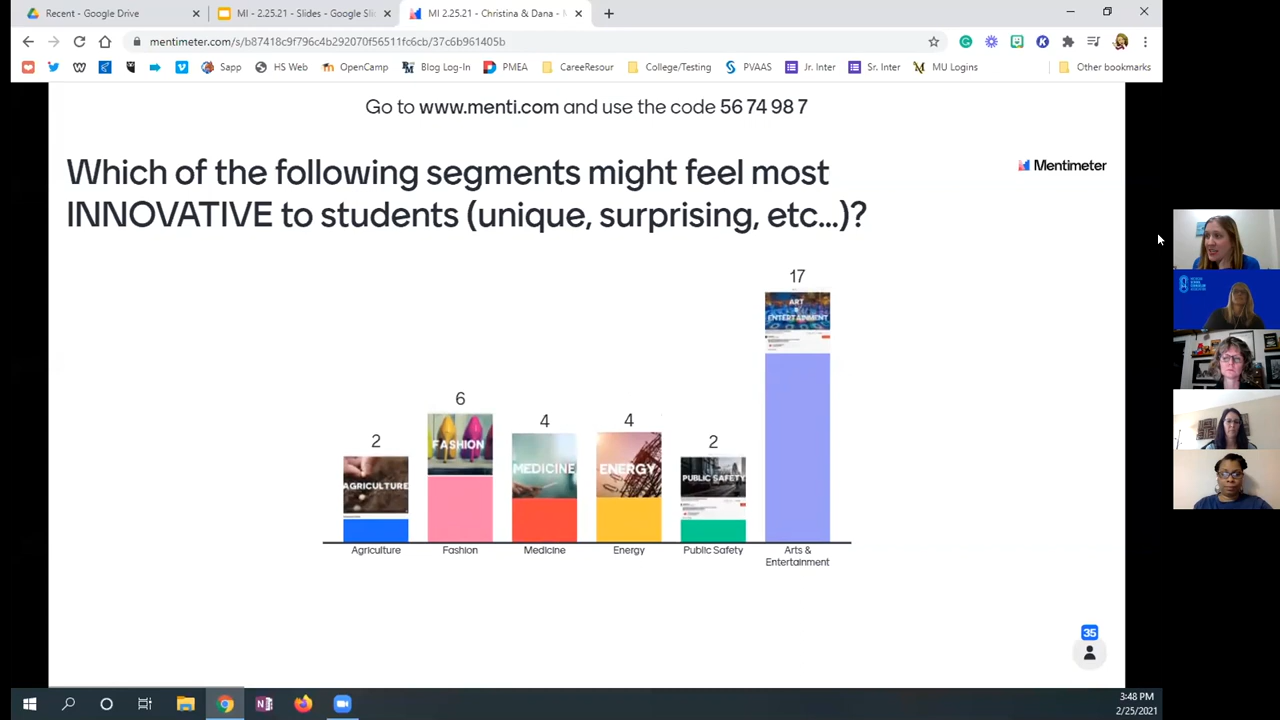 Recent - Google Drive
MI - 2.25.21 - Slides - Google Slid
MI 2.25.21 - Christina & Dana -
mentimeter.com/s/b87418c9f796c4b292070f56511fc6cb/37c6b961405b
Sapp
HS Web
OpenCamp
Blog Log-In
PMEA
CareeResour
College/Testing
PVAAS
Jr. Inter
Sr. Inter
MU Logins
Other bookmarks
Go to www.menti.com and use the code 56 74 98 7
Which of the following segments might feel most
INNOVATIVE to students (unique, surprising, etc...)?
Mentimeter
17
ART
ENTERTAINMENT
6
FASHION
4
MEDICINE
4
ENERGY
2
AGRICULTURE
2
PUBLIC SAFETY
Agriculture
Fashion
Medicine
Energy
Public Safety
Arts &
Entertainment
35
3:48 PM
2/25/2021